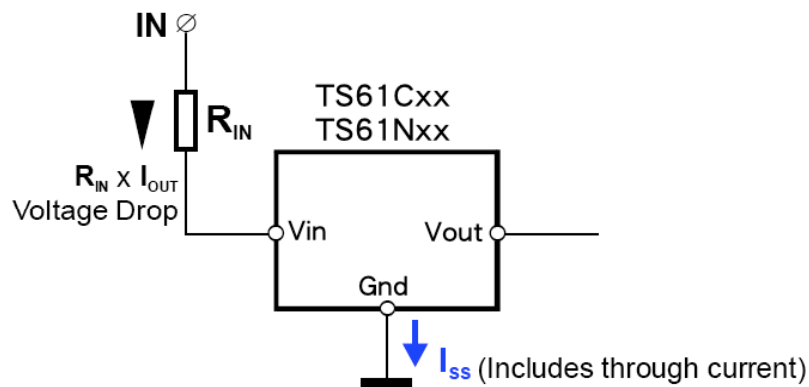 IN
TS61Cxx
TS61Nxx
RIN
RIN x IOUT
Voltage Drop
Vin
Vout
Gnd
Iss (Includes through current)